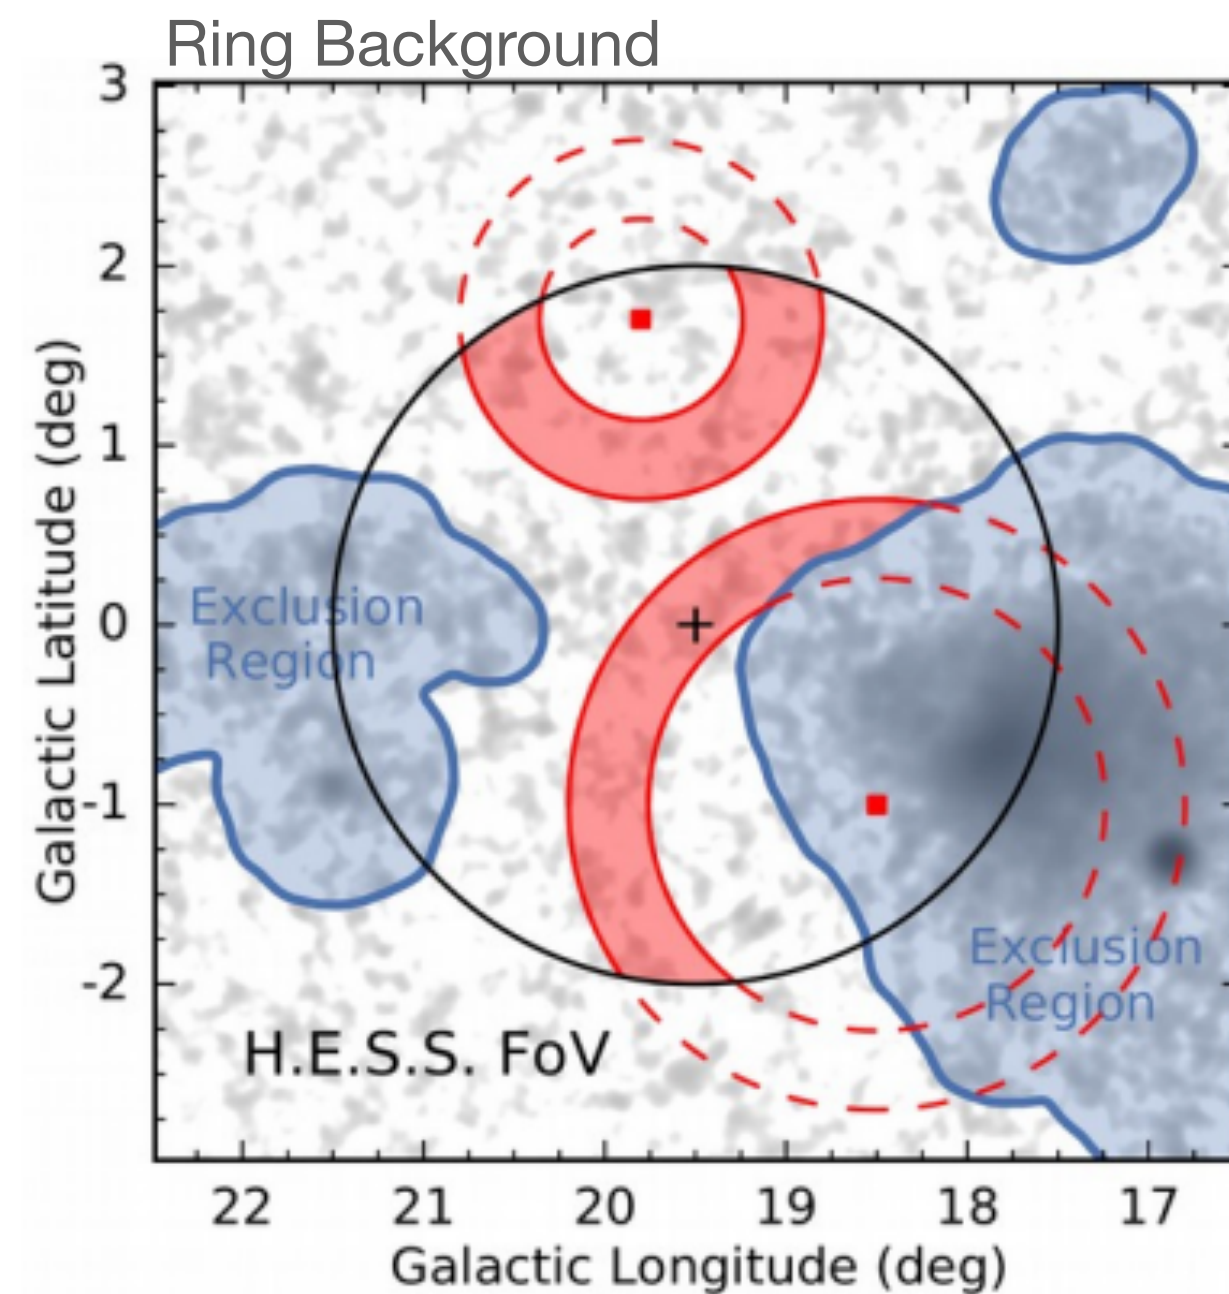 Ring Background
3
2
1
0
-1
-2
Galactic Latitude (deg)
Exclusion
Region
Exclusion
Region
H.E.S.S. FoV
22 21 20 19 18 17
Galactic Longitude (deg)